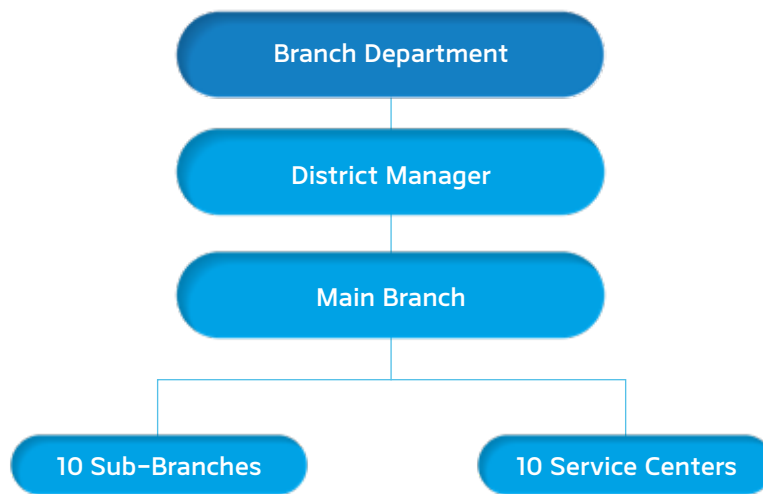 Branch Department
District Manager
Main Branch
10 Sub-Branches
10 Service Centers